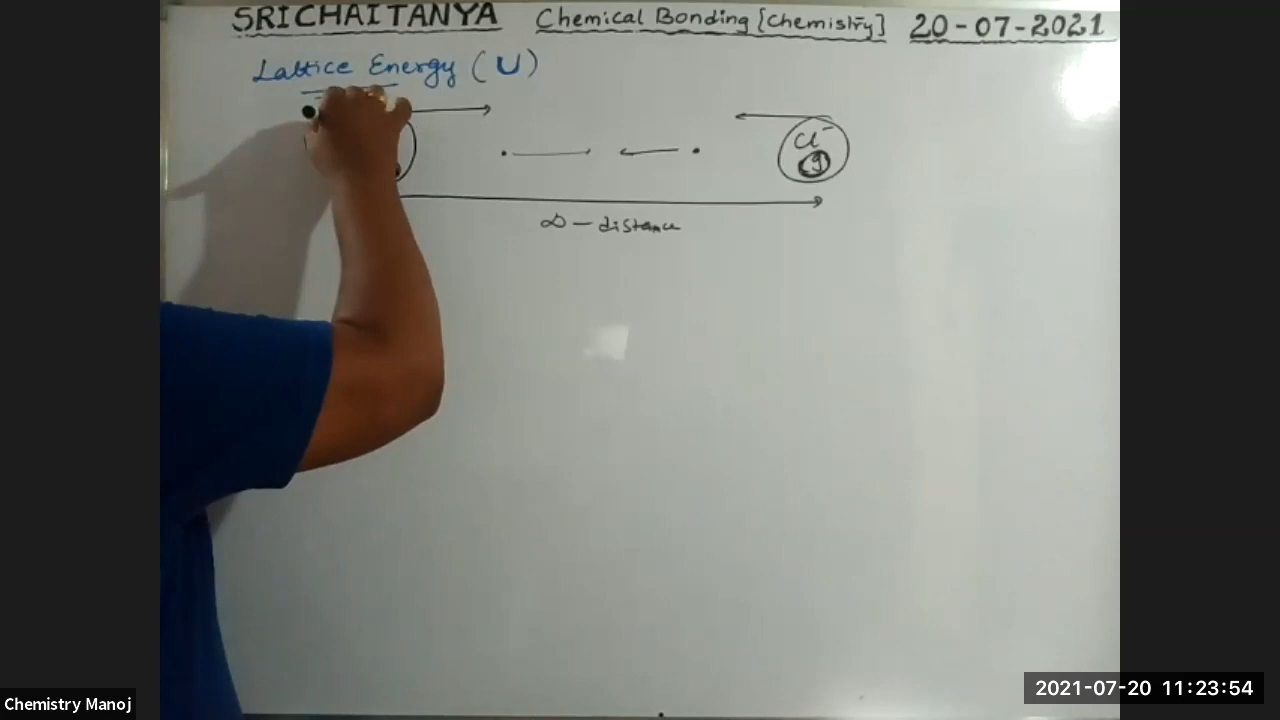 SRICHAITANYA Chemical Bonding [Chemistry] 20-07-2021
Lattice Energy (U)
Cl⁻
g
∞ - distance
2021-07-20 11:23:54
Chemistry Manoj